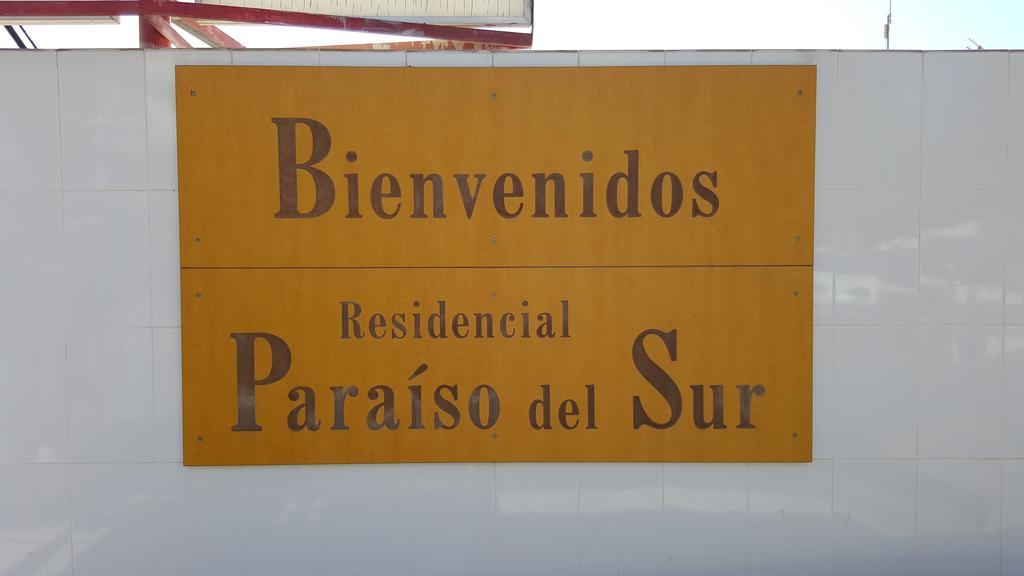 Bienvenidos
Residencial
Paraíso del Sur